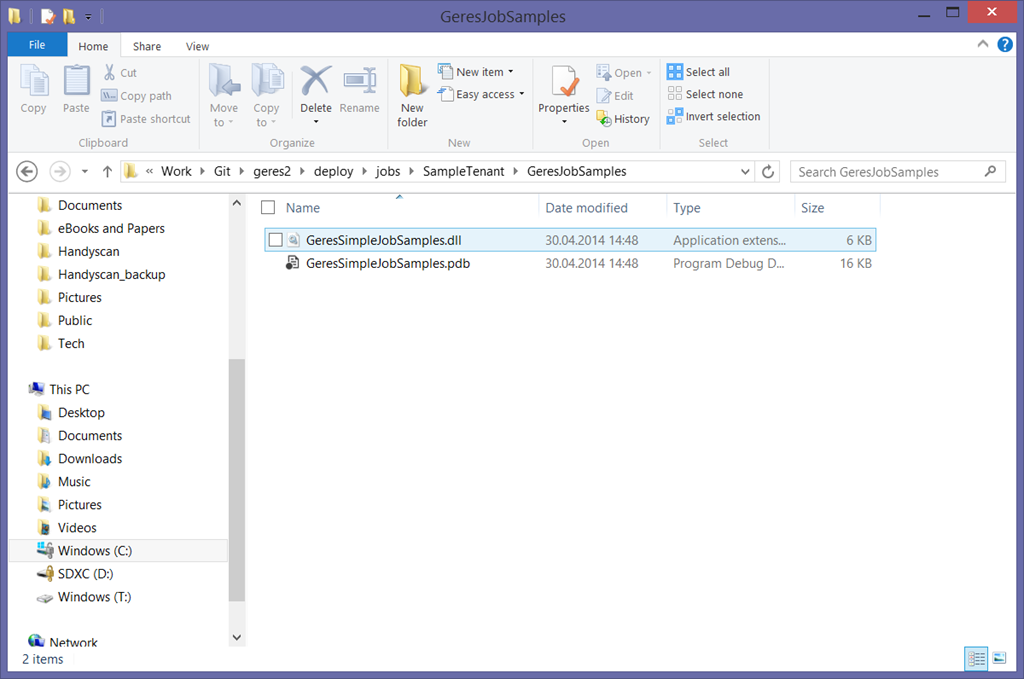 GeresJobSamples
File Home Share View
Copy
Paste
Cut
Copy path
Paste shortcut
Clipboard
Move to
Copy to
Delete
Rename
Organize
New folder
New item
Easy access
New
Properties
Open
Edit
History
Open
Select all
Select none
Invert selection
Select
« Work Git geres2 deploy jobs SampleTenant GeresJobSamples
Search GeresJobSamples
Documents
eBooks and Papers
Handyscan
Handyscan_backup
Pictures
Public
Tech
This PC
Desktop
Documents
Downloads
Music
Pictures
Videos
Windows (C:)
SDXC (D:)
Windows (T:)
Network
Name Date modified Type Size
GeresSimpleJobSamples.dll 30.04.2014 14:48 Application extens... 6 KB
GeresSimpleJobSamples.pdb 30.04.2014 14:48 Program Debug D... 16 KB
2 items